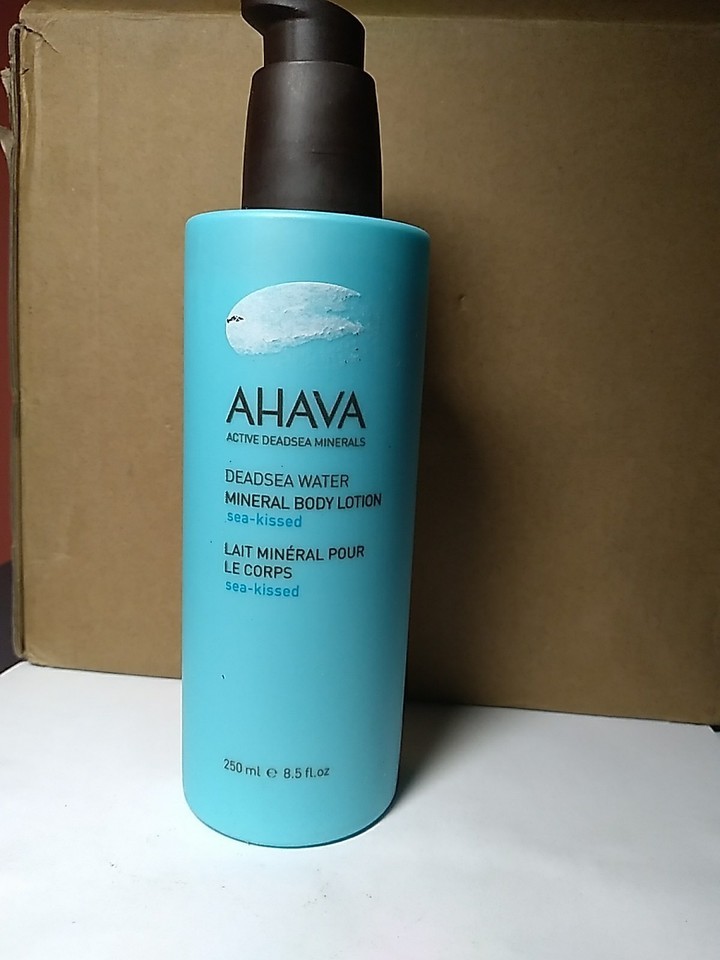 AHAVA
ACTIVE DEADSEA MINERALS
DEADSEA WATER
MINERAL BODY LOTION
sea-kissed
LAIT MINÉRAL POUR
LE CORPS
sea-kissed
250 ml ℮ 8.5 fl.oz